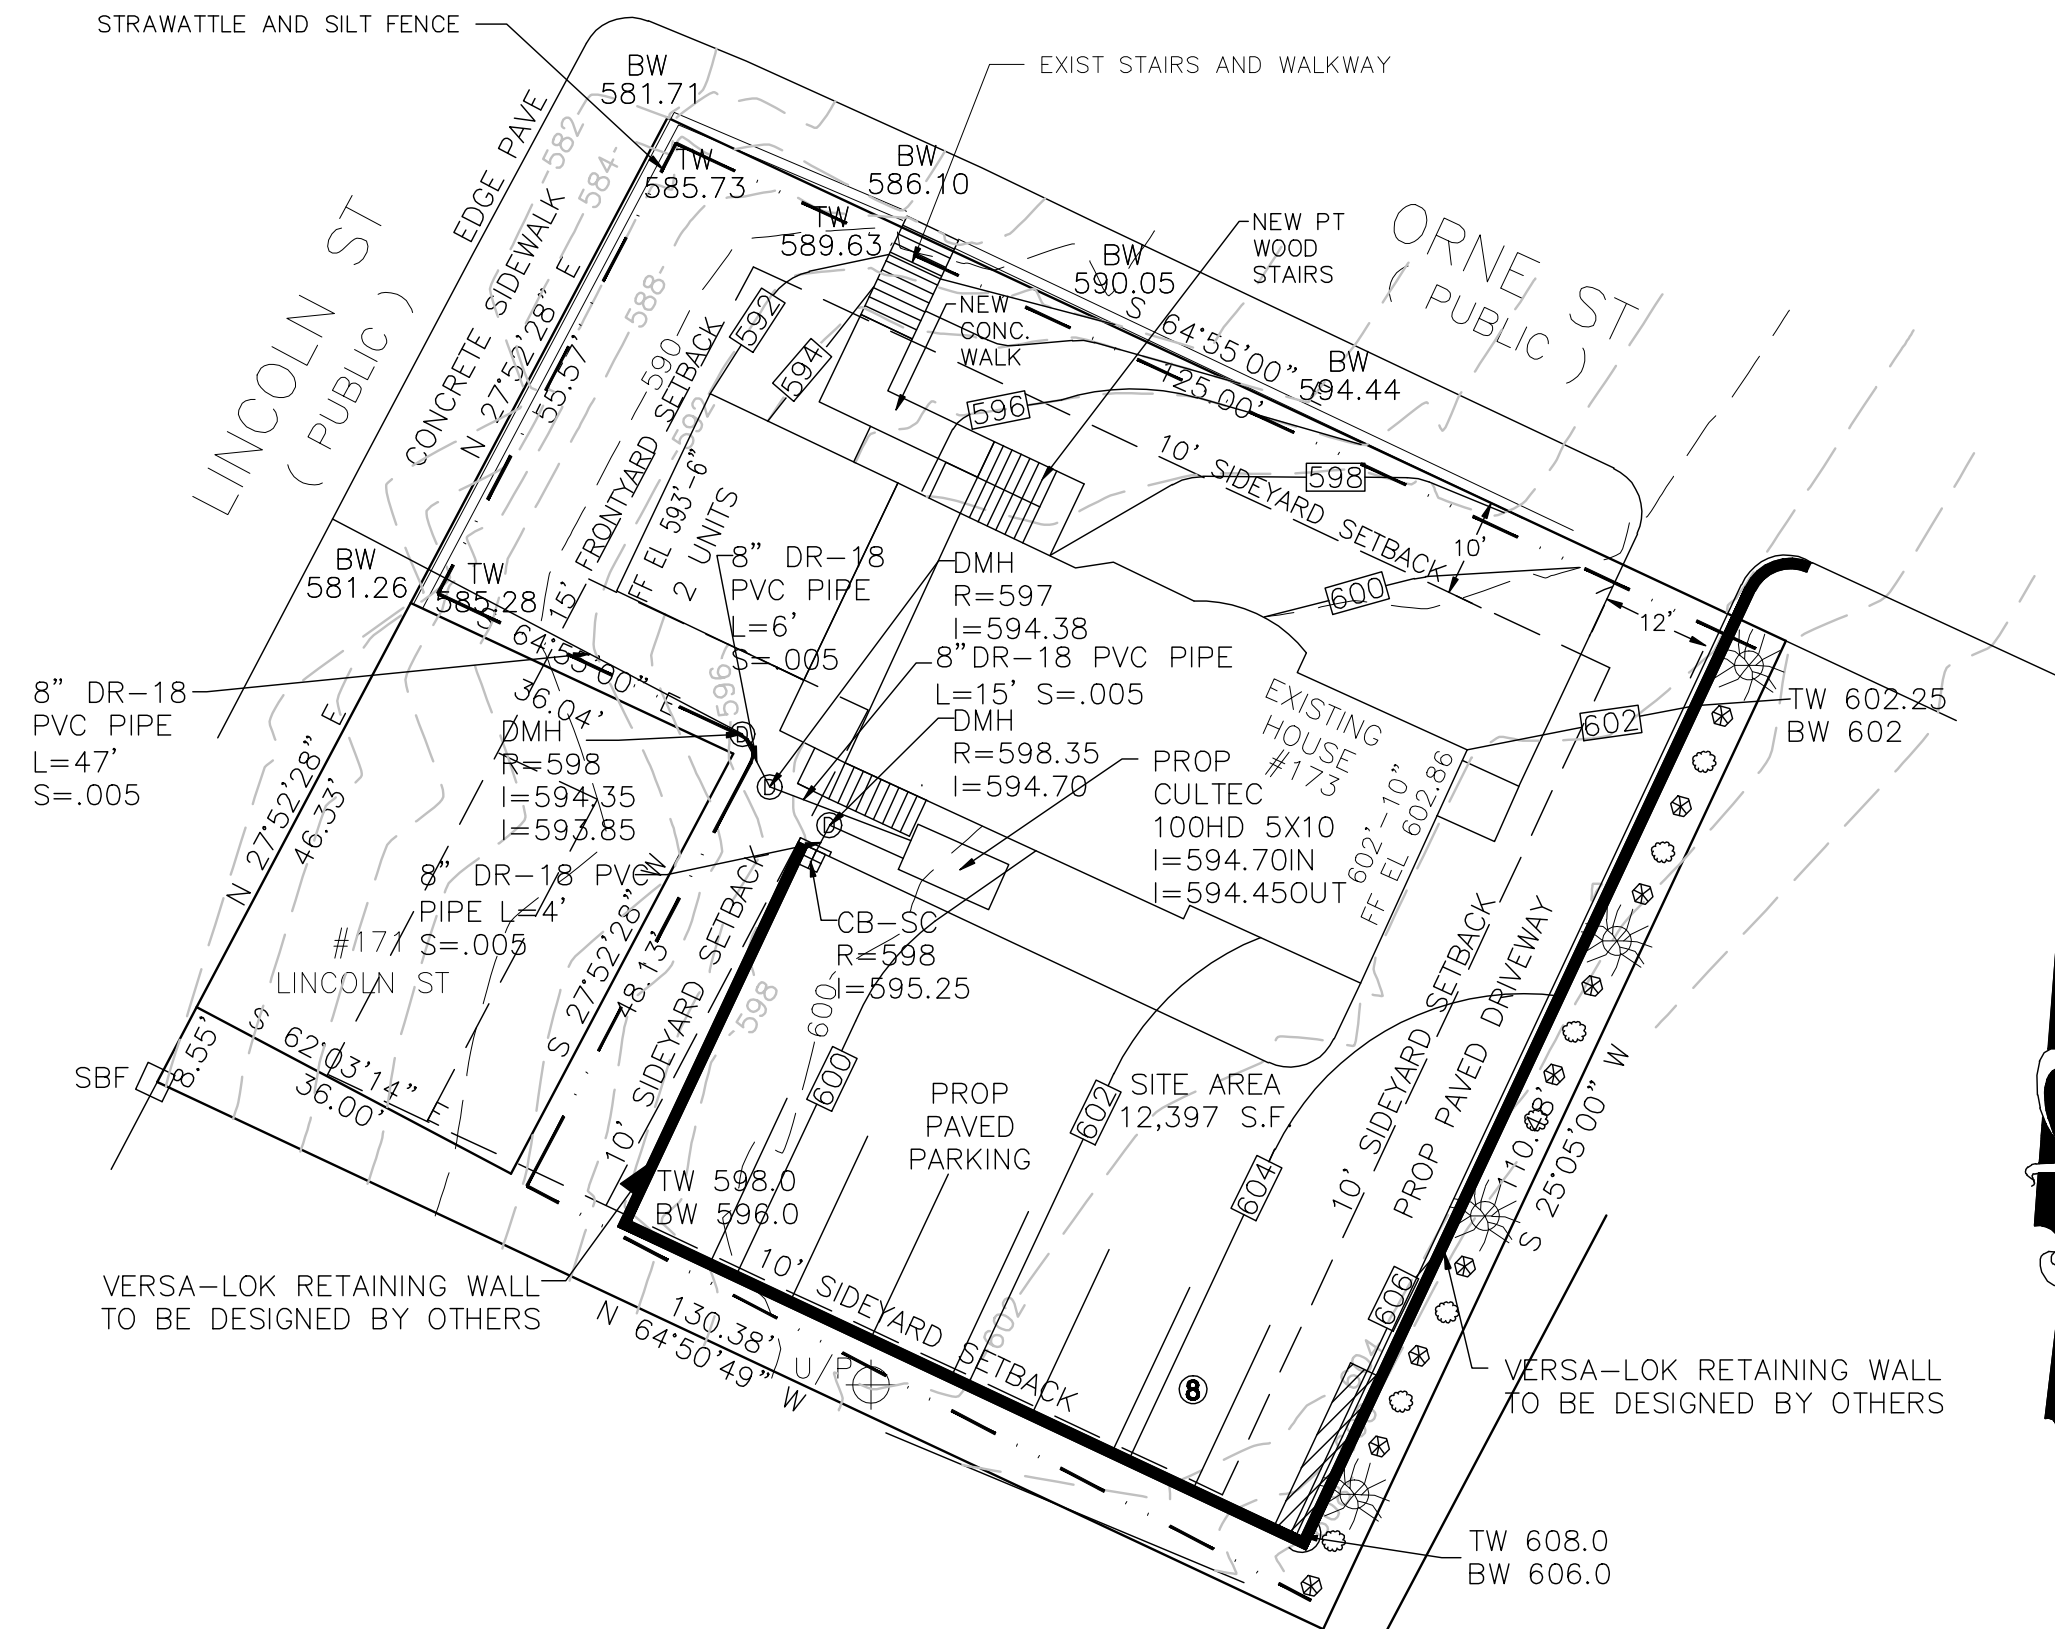 STRAWATTLE AND SILT FENCE
BW
581.71
EXIST STAIRS AND WALKWAY
EDGE PAVE
-582-
-584-
TW
585.73
BW
586.10
TW
589.63
NEW PT
WOOD
STAIRS
ORNE ST
( PUBLIC )
LINCOLN ST
( PUBLIC )
CONCRETE SIDEWALK
N 27°52'28" E
55.57'
-588-
-590-
-592-
BW
590.05
S 64°55'00" E
125.00'
BW
594.44
592
594
NEW
CONC.
WALK
596
10' SIDEYARD SETBACK
598
10'
600
12'
15' FRONTYARD SETBACK
FF EL 593'-6"
2 UNITS
BW
581.26
TW
585.28
S 64°55'00" E
36.04'
8" DR-18
PVC PIPE
L=6'
S=.005
DMH
R=597
I=594.38
8"DR-18 PVC PIPE
L=15' S=.005
DMH
R=598.35
I=594.70
8" DR-18
PVC PIPE
L=47'
S=.005
-596-
DMH
R=598
I=594.35
I=593.85
D
D
D
EXISTING
HOUSE
#173
602'-10"
FF EL 602.86
602
TW 602.25
BW 602
PROP
CULTEC
100HD 5X10
I=594.70IN
I=594.45OUT
N 27°52'28" E
46.33'
8" DR-18 PVC
PIPE L=4'
S=.005
#171
LINCOLN ST
S 27°52'28" W
48.13'
10' SIDEYARD SETBACK
CB-SC
R=598
I=595.25
-598
-600-
600
602
604
606
PROP
PAVED
PARKING
SITE AREA
12,397 S.F.
10' SIDEYARD SETBACK
PROP PAVED DRIVEWAY
110.48'
S 25°05'00" W
SBF
8.55'
S 62°03'14" E
36.00'
TW 598.0
BW 596.0
VERSA-LOK RETAINING WALL
TO BE DESIGNED BY OTHERS
10' SIDEYARD SETBACK
130.38'
N 64°50'49" W
U/P
-602
604
8
VERSA-LOK RETAINING WALL
TO BE DESIGNED BY OTHERS
TW 608.0
BW 606.0